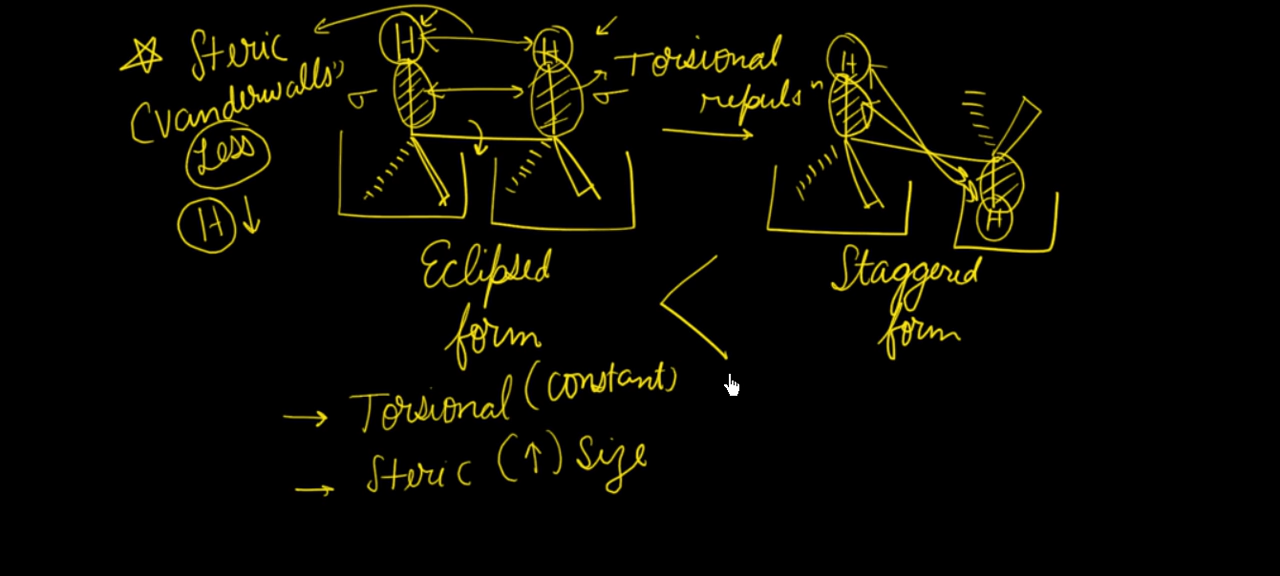 ☆ Steric
(vanderwalls")
Less
H ↓
H
H
σ
σ
Torsional
repuls"
H
H
Eclipsed
form
<
Staggered
form
→ Torsional (constant)
→ Steric (↑) Size